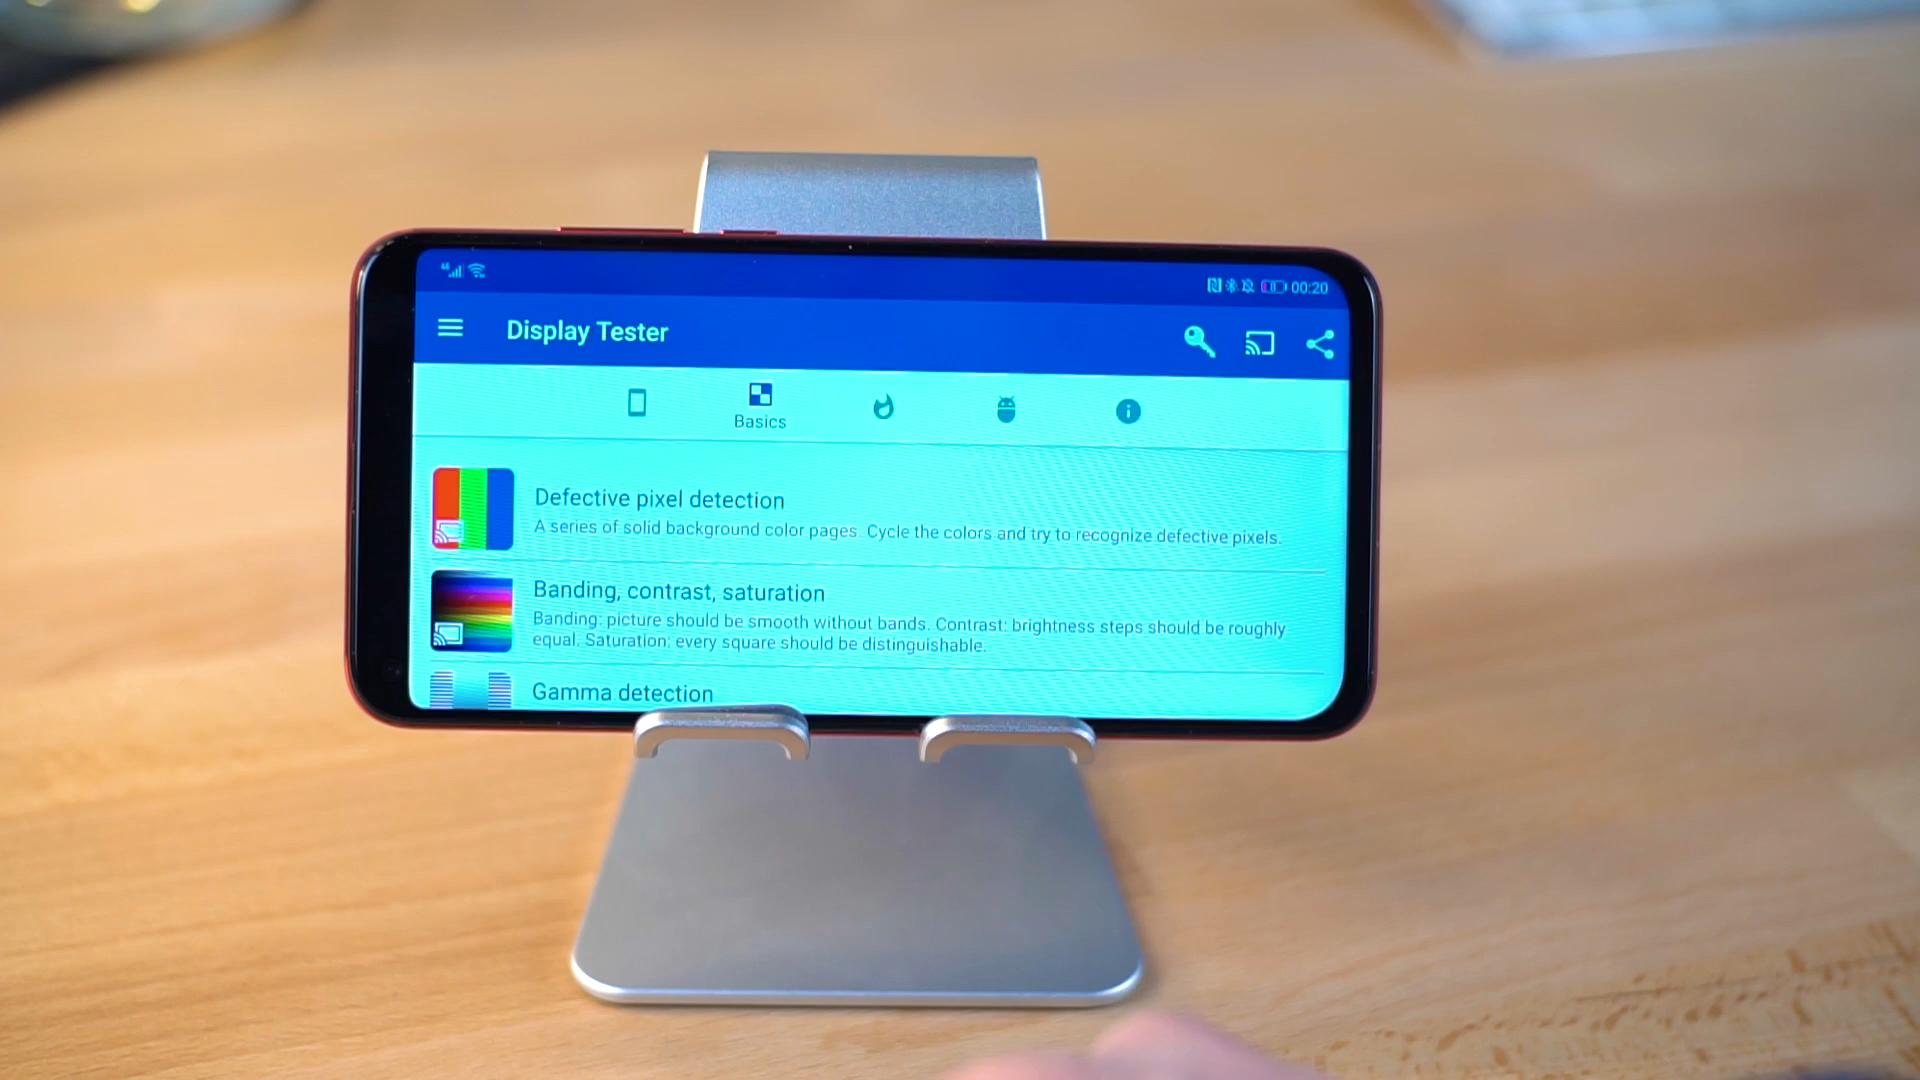 4G
00:20
Display Tester
Basics
Defective pixel detection
A series of solid background color pages. Cycle the colors and try to recognize defective pixels.
Banding, contrast, saturation
Banding: picture should be smooth without bands. Contrast: brightness steps should be roughly
equal. Saturation: every square should be distinguishable.
Gamma detection